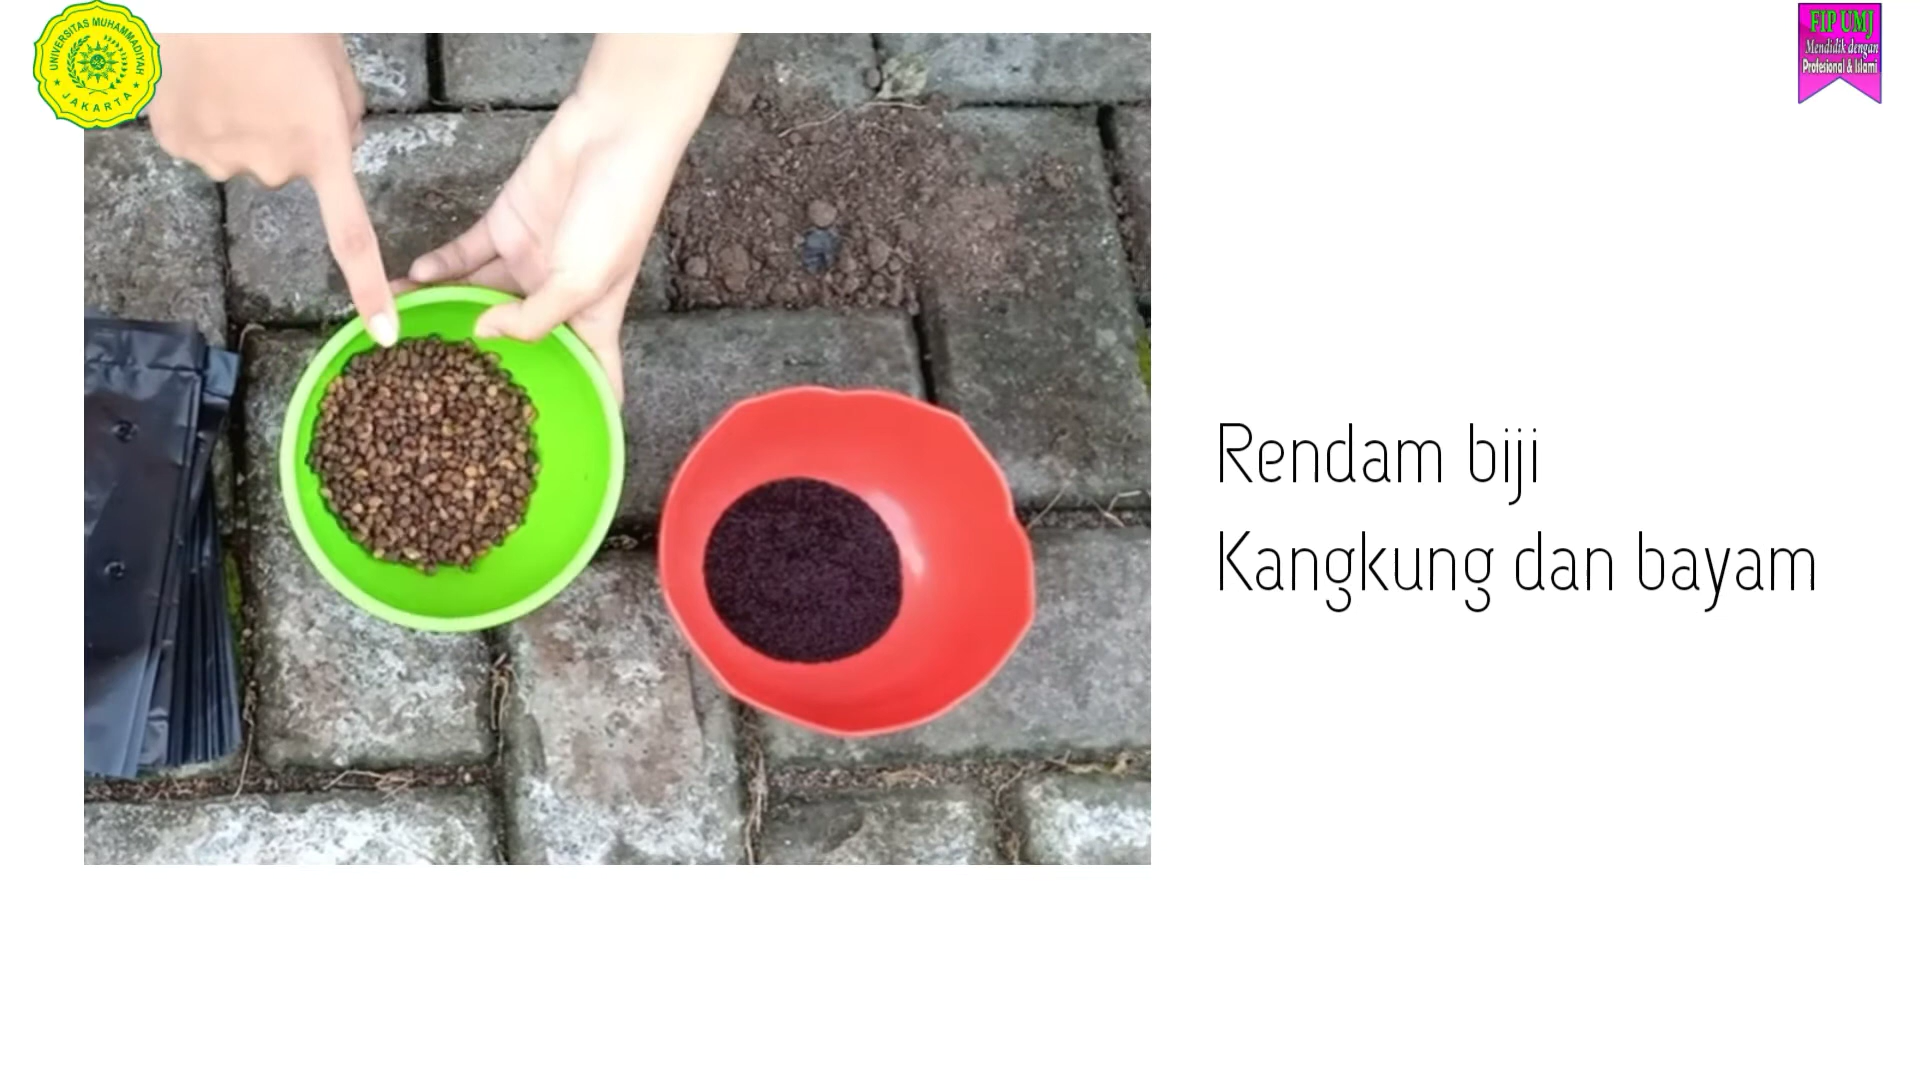 UNIVERSITAS MUHAMMADIYAH
JAKARTA
FIP UMJ
Mendidik dengan
Profesional & Islami
Rendam biji
Kangkung dan bayam